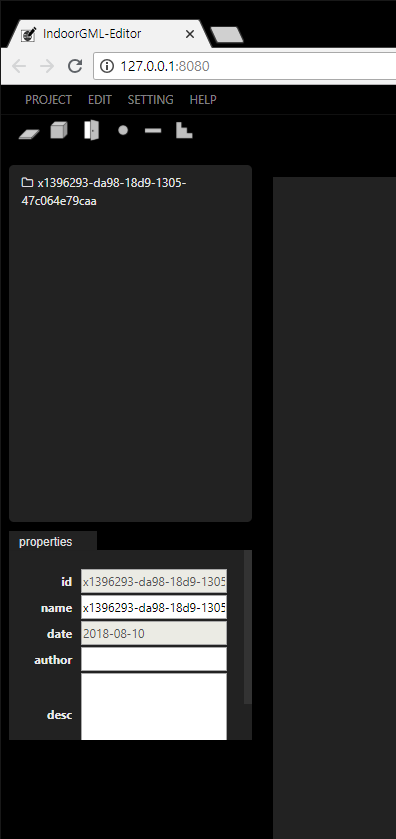 IndoorGML-Editor
127.0.0.1:8080
PROJECT EDIT SETTING HELP
x1396293-da98-18d9-1305-
47c064e79caa
properties
id x1396293-da98-18d9-1305
name x1396293-da98-18d9-1305
date 2018-08-10
author
desc